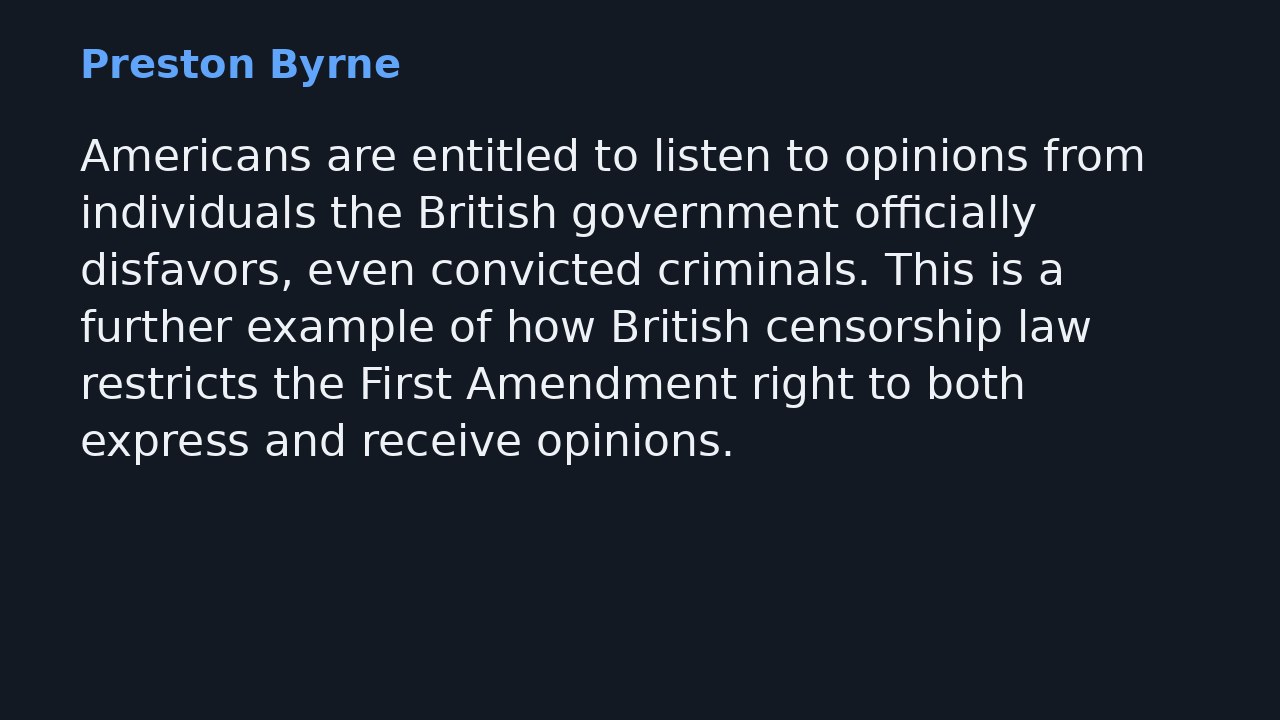 Preston Byrne
Americans are entitled to listen to opinions from
individuals the British government officially
disfavors, even convicted criminals. This is a
further example of how British censorship law
restricts the First Amendment right to both
express and receive opinions.